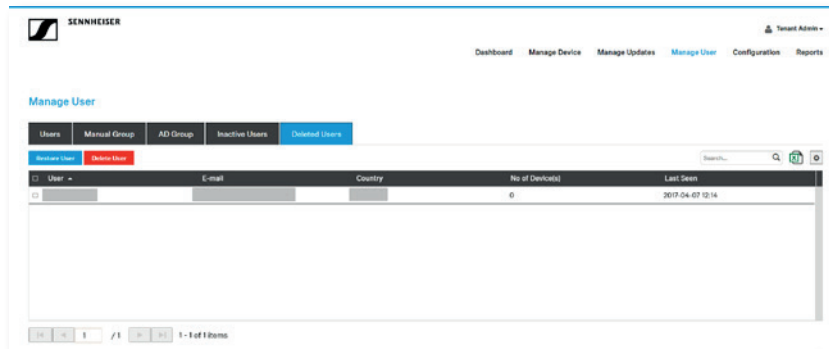 SENNHEISER
Tenant Admin
Dashboard Manage Device Manage Updates Manage User Configuration Reports
Manage User
Users Manual Group AD Group Inactive Users Deleted Users
Restore User Delete User Search...
User E-mail Country No of Device(s) Last Seen
0 2017-04-07 12:14
1 /1 1 - 1 of 1 items